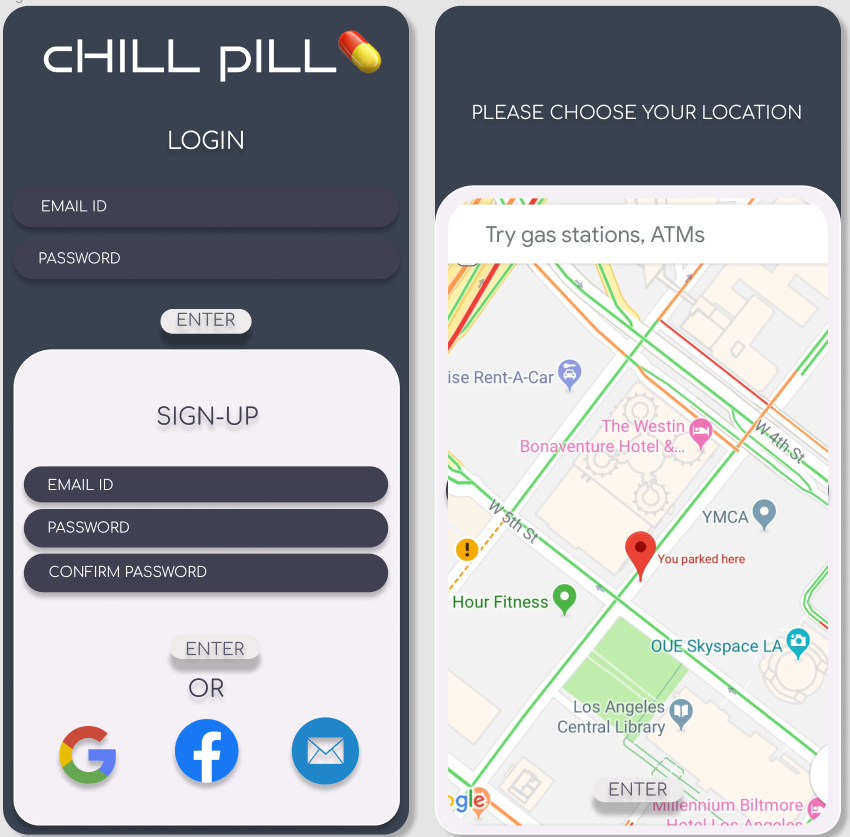 cHILL pILL
LOGIN
EMAIL ID
PASSWORD
ENTER
SIGN-UP
EMAIL ID
PASSWORD
CONFIRM PASSWORD
ENTER
OR
PLEASE CHOOSE YOUR LOCATION
Try gas stations, ATMs
ise Rent-A-Car
The Westin
Bonaventure Hotel &...
W 4th St
W 5th St
YMCA
You parked here
Hour Fitness
OUE Skyspace LA
Los Angeles
Central Library
ENTER
gle
Millennium Biltmore
Hotel Los Angeles